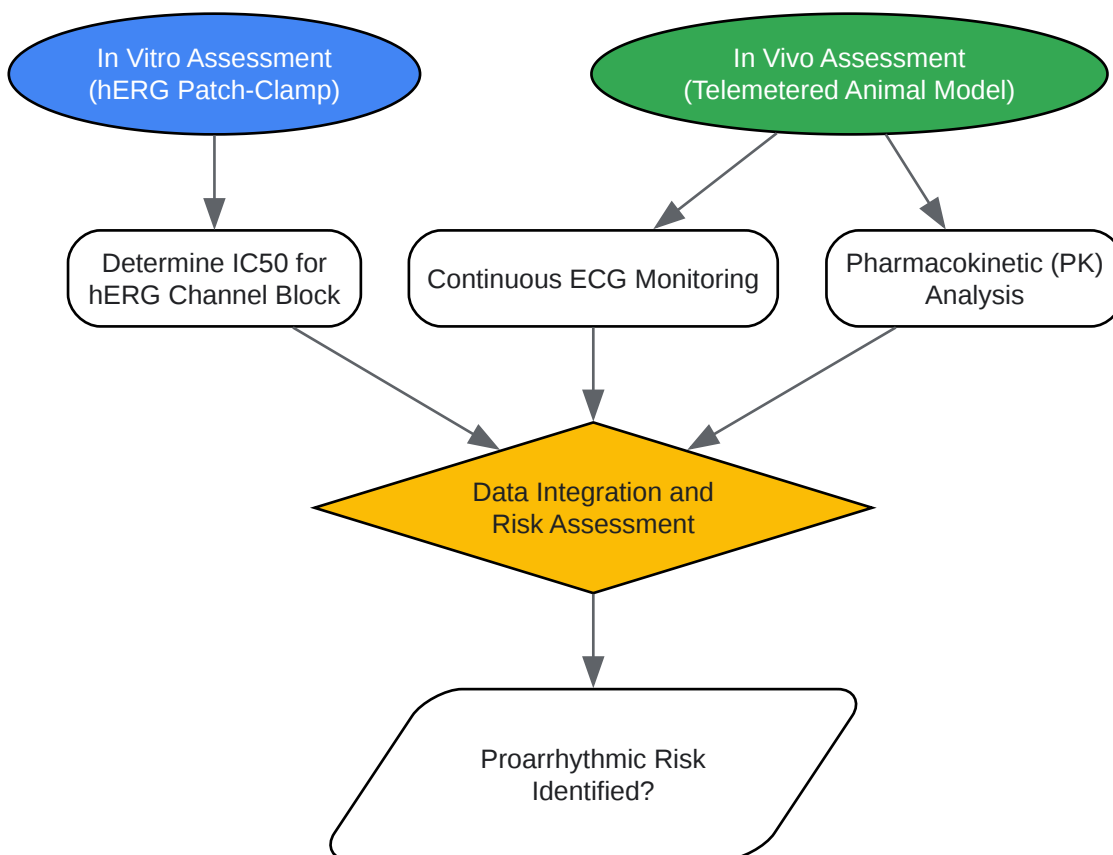 In Vitro Assessment
(hERG Patch-Clamp)
In Vivo Assessment
(Telemetered Animal Model)
Determine IC50 for
hERG Channel Block
Continuous ECG Monitoring
Pharmacokinetic (PK)
Analysis
Data Integration and
Risk Assessment
Proarrhythmic Risk
Identified?